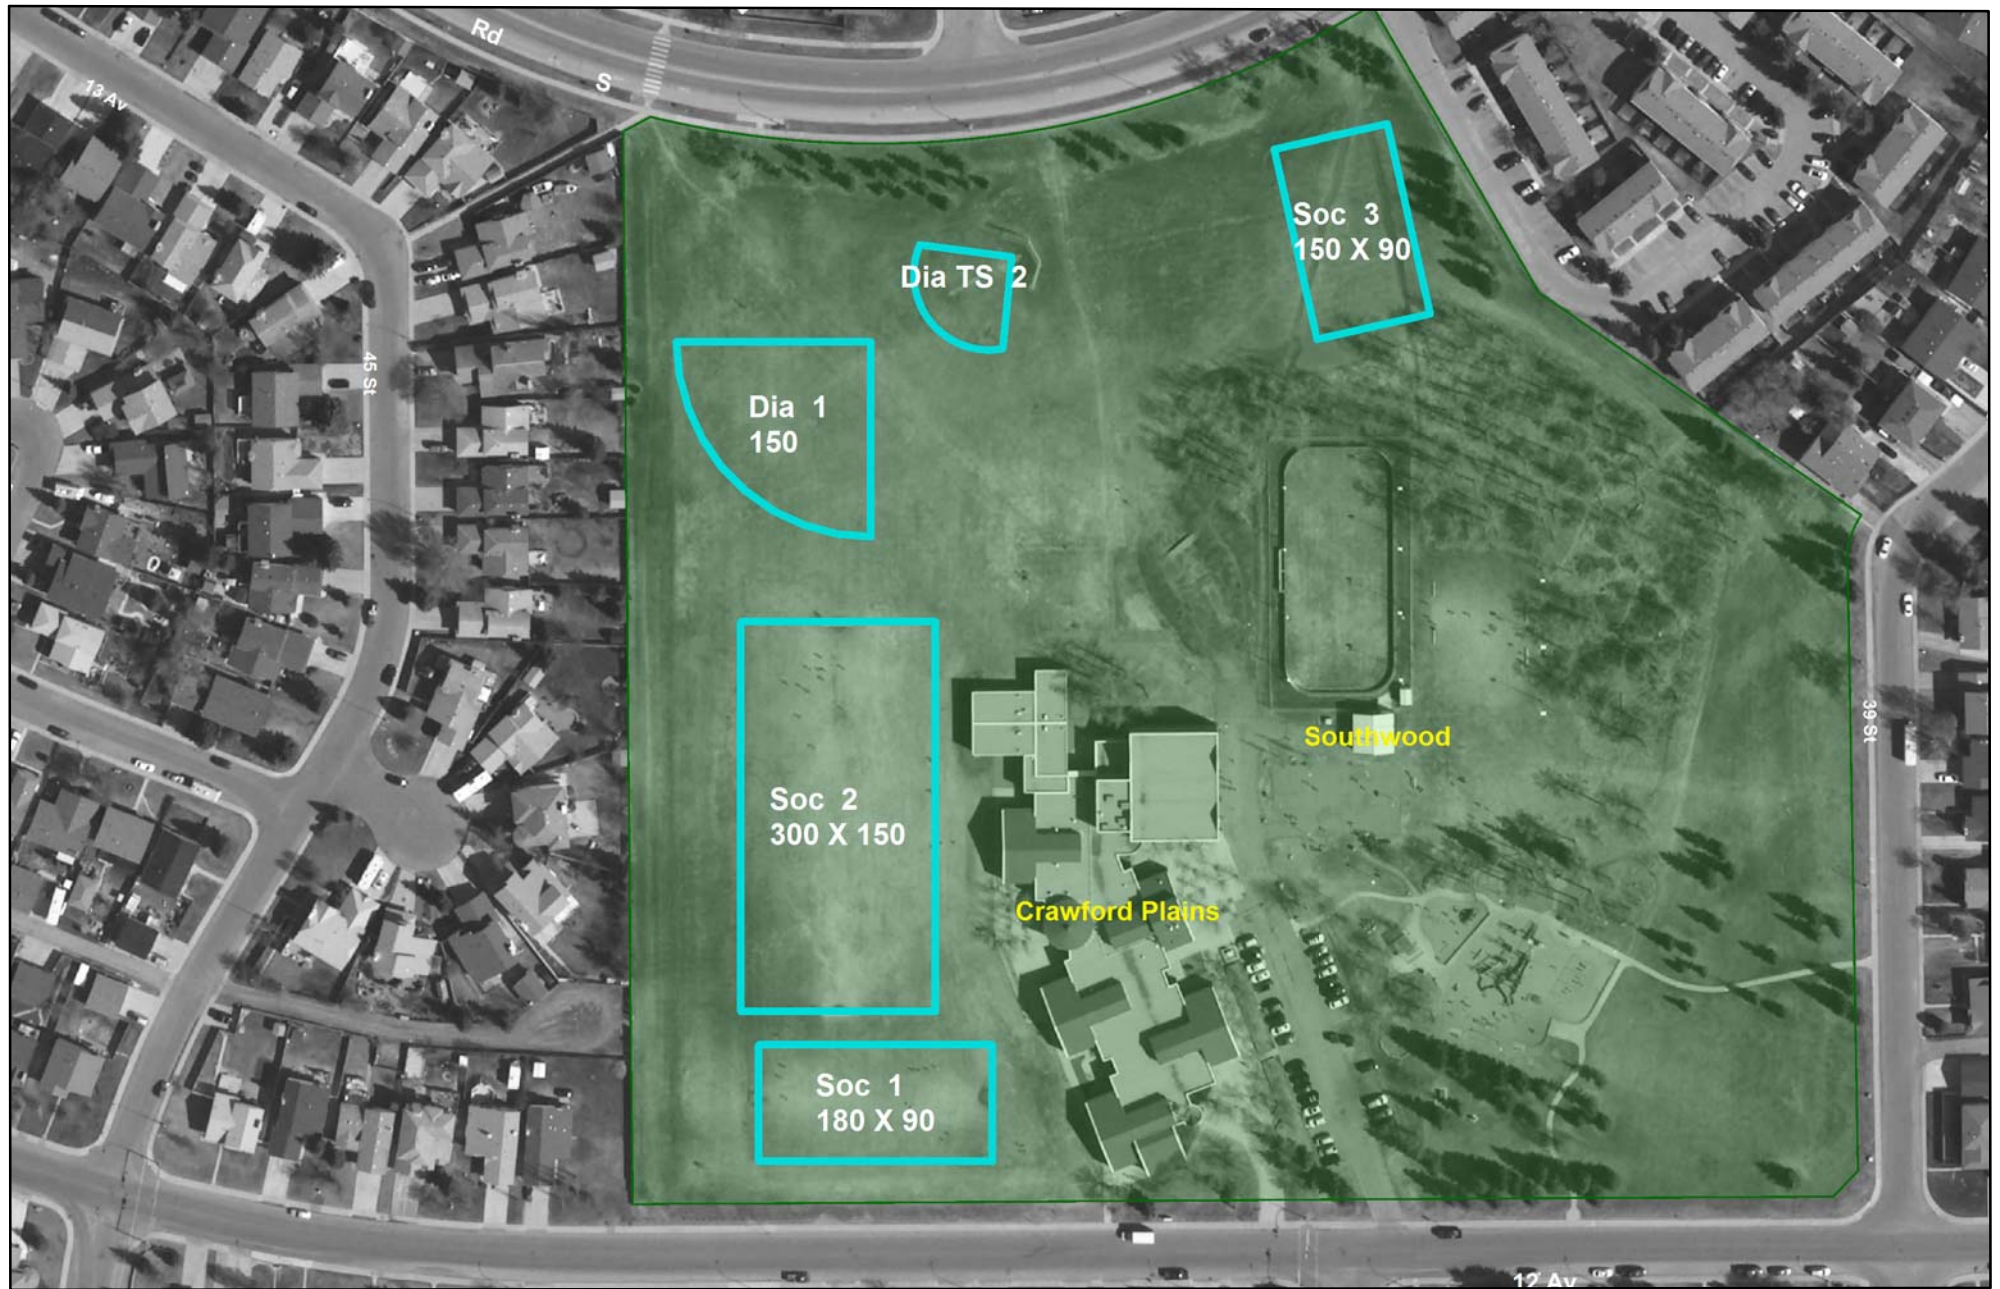 Rd
S
13 Av
Soc 3
150 X 90
Dia TS 2
45 St
Dia 1
150
39 St
Southwood
Soc 2
300 X 150
Crawford Plains
Soc 1
180 X 90
12 Av